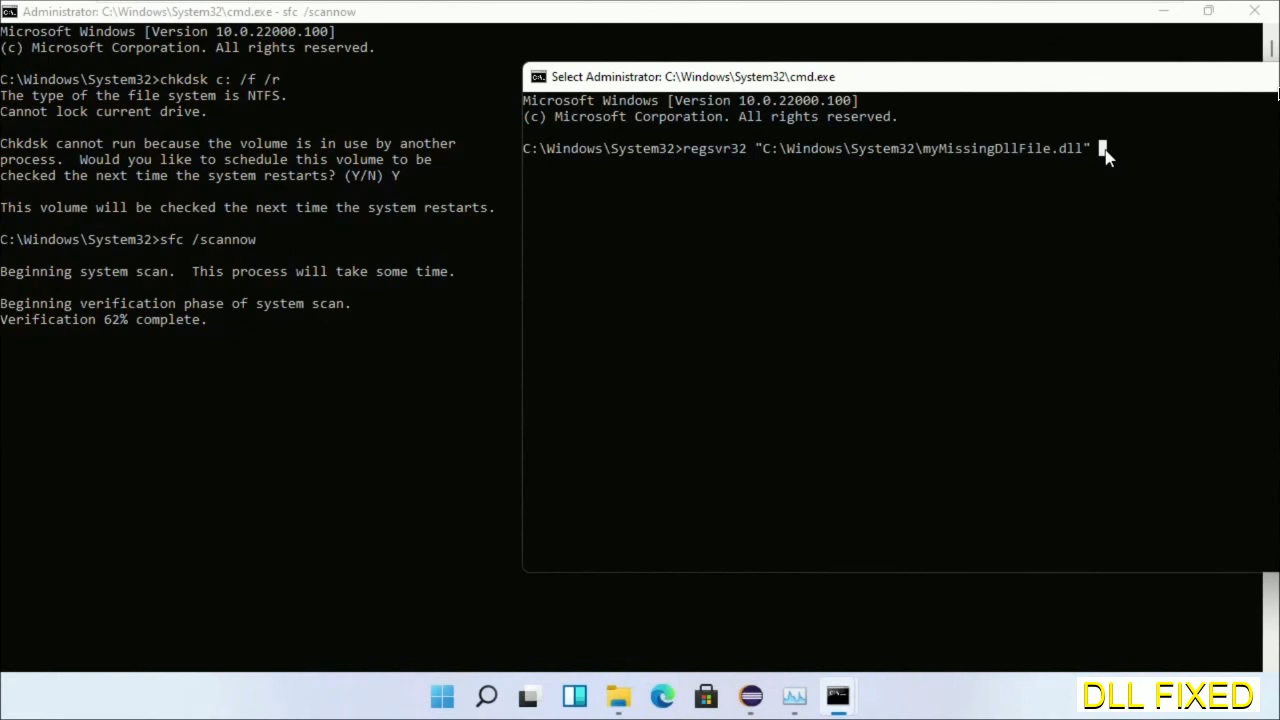 Administrator: C:\Windows\System32\cmd.exe - sfc /scannow
Microsoft Windows [Version 10.0.22000.100]
(c) Microsoft Corporation. All rights reserved.
C:\Windows\System32>chkdsk c: /f /r
The type of the file system is NTFS.
Cannot lock current drive.
Chkdsk cannot run because the volume is in use by another
process.  Would you like to schedule this volume to be
checked the next time the system restarts? (Y/N) Y
This volume will be checked the next time the system restarts.
C:\Windows\System32>sfc /scannow
Beginning system scan.  This process will take some time.
Beginning verification phase of system scan.
Verification 62% complete.
Select Administrator: C:\Windows\System32\cmd.exe
Microsoft Windows [Version 10.0.22000.100]
(c) Microsoft Corporation. All rights reserved.
C:\Windows\System32>regsvr32 "C:\Windows\System32\myMissingDllFile.dll"
DLL FIXED